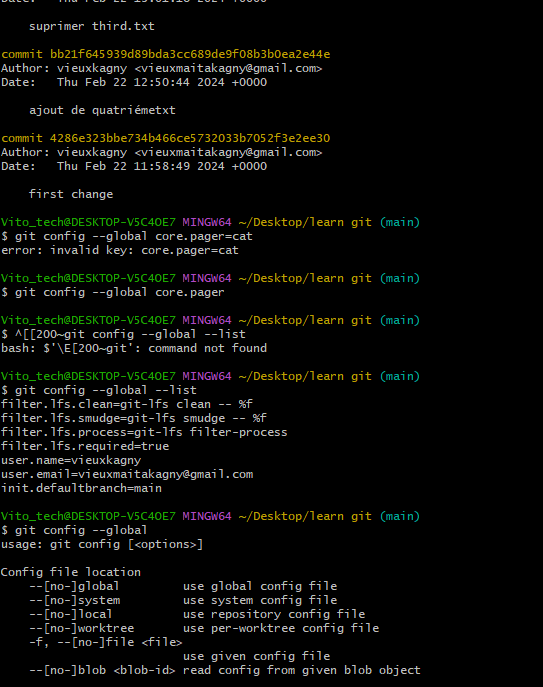 suprimer third.txt
commit bb21f645939d89bda3cc689de9f08b3b0ea2e44e
Author: vieuxkagny <vieuxmaitakagny@gmail.com>
Date:   Thu Feb 22 12:50:44 2024 +0000
    ajout de quatriémetxt
commit 4286e323bbe734b466ce5732033b7052f3e2ee30
Author: vieuxkagny <vieuxmaitakagny@gmail.com>
Date:   Thu Feb 22 11:58:49 2024 +0000
    first change
Vito_tech@DESKTOP-V5C4OE7 MINGW64 ~/Desktop/learn git (main)
$ git config --global core.pager=cat
error: invalid key: core.pager=cat
Vito_tech@DESKTOP-V5C4OE7 MINGW64 ~/Desktop/learn git (main)
$ git config --global core.pager
Vito_tech@DESKTOP-V5C4OE7 MINGW64 ~/Desktop/learn git (main)
$ ^[[200~git config --global --list
bash: $'\E[200~git': command not found
Vito_tech@DESKTOP-V5C4OE7 MINGW64 ~/Desktop/learn git (main)
$ git config --global --list
filter.lfs.clean=git-lfs clean -- %f
filter.lfs.smudge=git-lfs smudge -- %f
filter.lfs.process=git-lfs filter-process
filter.lfs.required=true
user.name=vieuxkagny
user.email=vieuxmaitakagny@gmail.com
init.defaultbranch=main
Vito_tech@DESKTOP-V5C4OE7 MINGW64 ~/Desktop/learn git (main)
$ git config --global
usage: git config [<options>]
Config file location
    --[no-]global         use global config file
    --[no-]system         use system config file
    --[no-]local          use repository config file
    --[no-]worktree       use per-worktree config file
    -f, --[no-]file <file>
                          use given config file
    --[no-]blob <blob-id> read config from given blob object